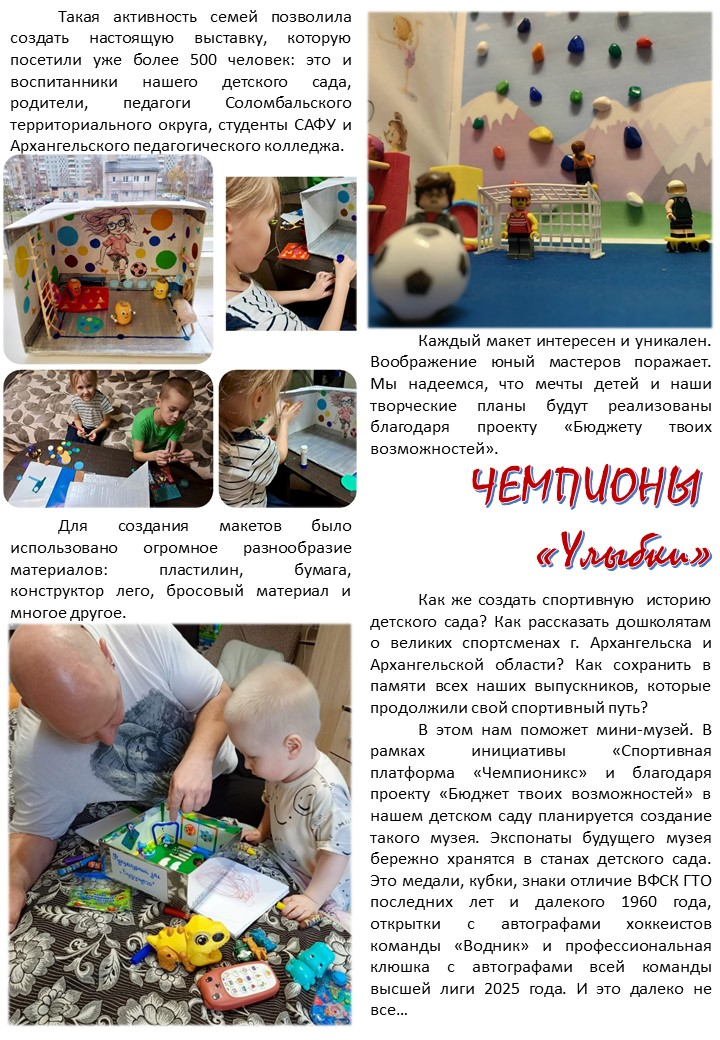 Такая активность семей позволила
создать настоящую выставку, которую
посетили уже более 500 человек: это и
воспитанники нашего детского сада,
родители, педагоги Соломбальского
территориального округа, студенты САФУ и
Архангельского педагогического колледжа.
Для создания макетов было
использовано огромное разнообразие
материалов: пластилин, бумага,
конструктор лего, бросовый материал и
многое другое.
Каждый макет интересен и уникален.
Воображение юный мастеров поражает.
Мы надеемся, что мечты детей и наши
творческие планы будут реализованы
благодаря проекту «Бюджету твоих
возможностей».
ЧЕМПИОНЫ
«Улыбки»
Как же создать спортивную историю
детского сада? Как рассказать дошколятам
о великих спортсменах г. Архангельска и
Архангельской области? Как сохранить в
памяти всех наших выпускников, которые
продолжили свой спортивный путь?
В этом нам поможет мини-музей. В
рамках инициативы «Спортивная
платформа «Чемпионикс» и благодаря
проекту «Бюджет твоих возможностей» в
нашем детском саду планируется создание
такого музея. Экспонаты будущего музея
бережно хранятся в станах детского сада.
Это медали, кубки, знаки отличие ВФСК ГТО
последних лет и далекого 1960 года,
открытки с автографами хоккеистов
команды «Водник» и профессиональная
клюшка с автографами всей команды
высшей лиги 2025 года. И это далеко не
все…